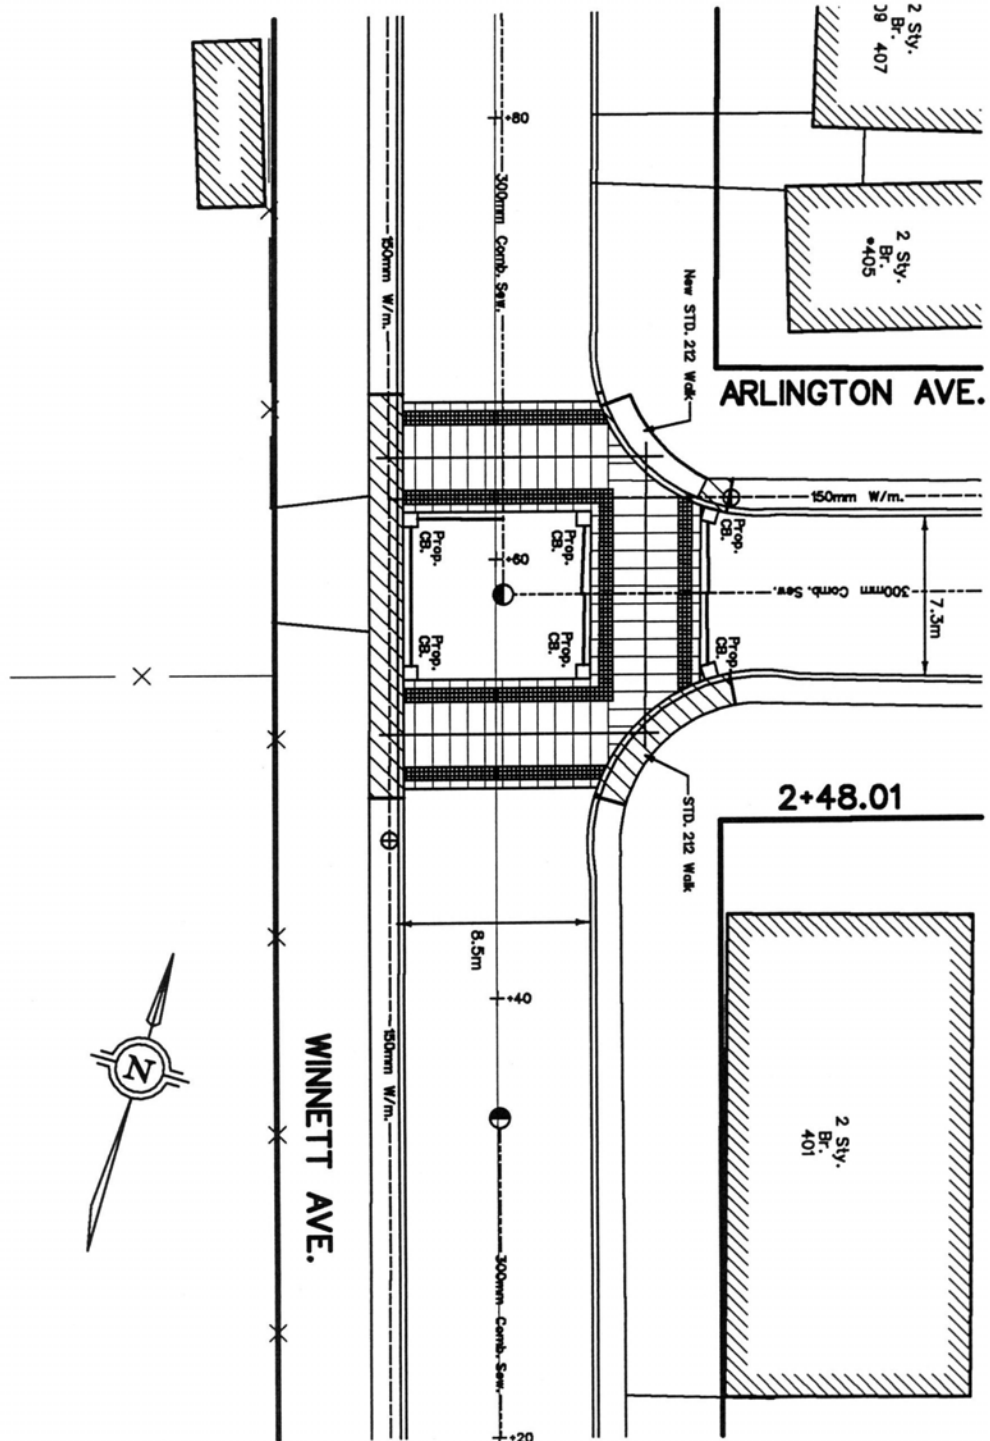 2 Sty.
Br.
09 407
+80
300mm Comb. Sew.
150mm W/m.
2 Sty.
Br.
*405
New STD. 212 Walk
ARLINGTON AVE.
150mm W/m.
Prop.
CB.
Prop.
CB.
Prop.
CB.
+60
300mm Comb. Sew.
7.3m
Prop.
CB.
Prop.
CB.
Prop.
CB.
2+48.01
STD. 212 Walk
8.5m
+40
N
WINNETT AVE.
150mm W/m.
2 Sty.
Br.
401
300mm Comb. Sew.
+20